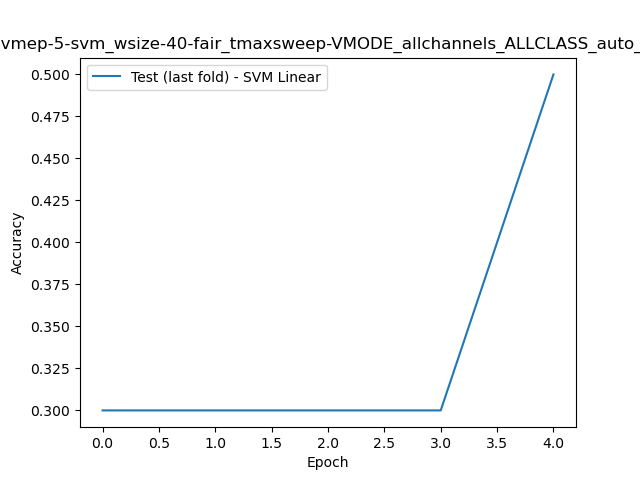 vmep-5-svm_wsize-40-fair_tmaxsweep-VMODE_allchannels_ALLCLASS_auto_
Test (last fold) - SVM Linear
0.500
0.475
0.450
0.425
0.400
0.375
0.350
0.325
0.300
Accuracy
0.0 0.5 1.0 1.5 2.0 2.5 3.0 3.5 4.0
Epoch